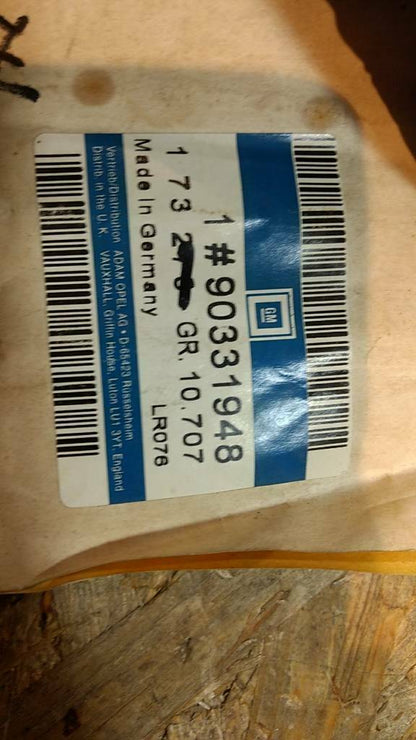 GM
1 # 90331948
1 73 GR. 10.707
Made In Germany LR076
Vertrieb/Distribution ADAM OPEL AG • D-65423 Rüsselsheim
Distrib. in the U. K. VAUXHALL, Griffin House, Luton LU1 3YT, England